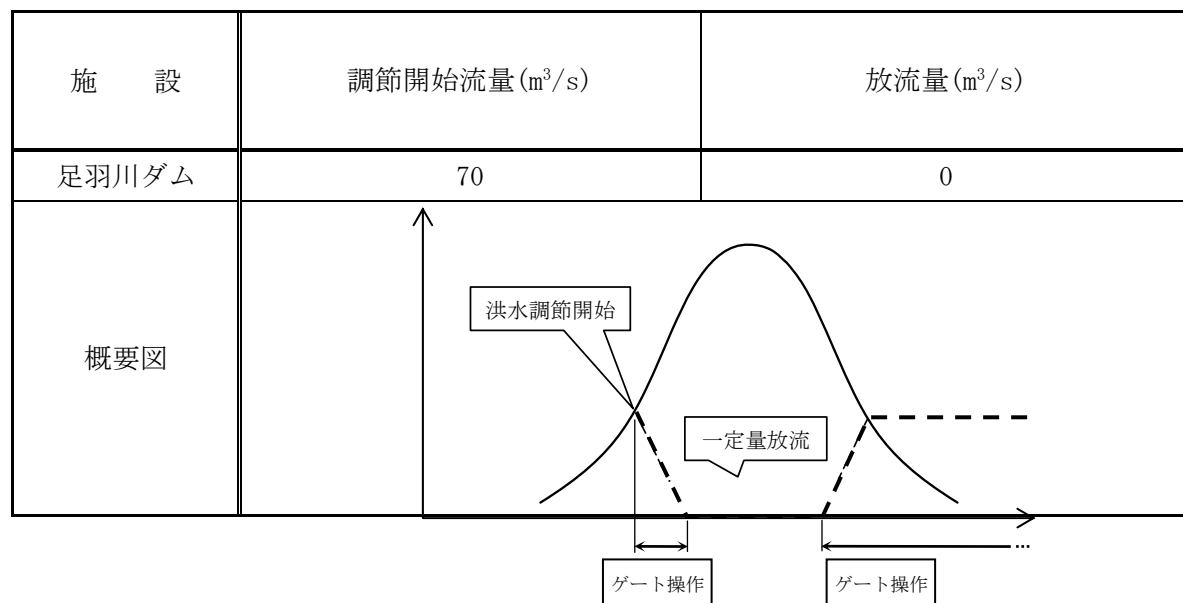 施 設 調節開始流量(m³/s) 放流量(m³/s)
足羽川ダム 70 0
概要図
洪水調節開始
一定量放流
…
ゲート操作 ゲート操作